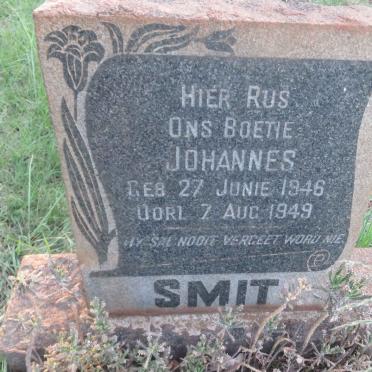 HIER RUS
ONS BOETIE
JOHANNES
GEB 27 JUNIE 1946
OORL 7 AUG 1949
HY SAL NOOIT VERGEET WORD NIE
SMIT